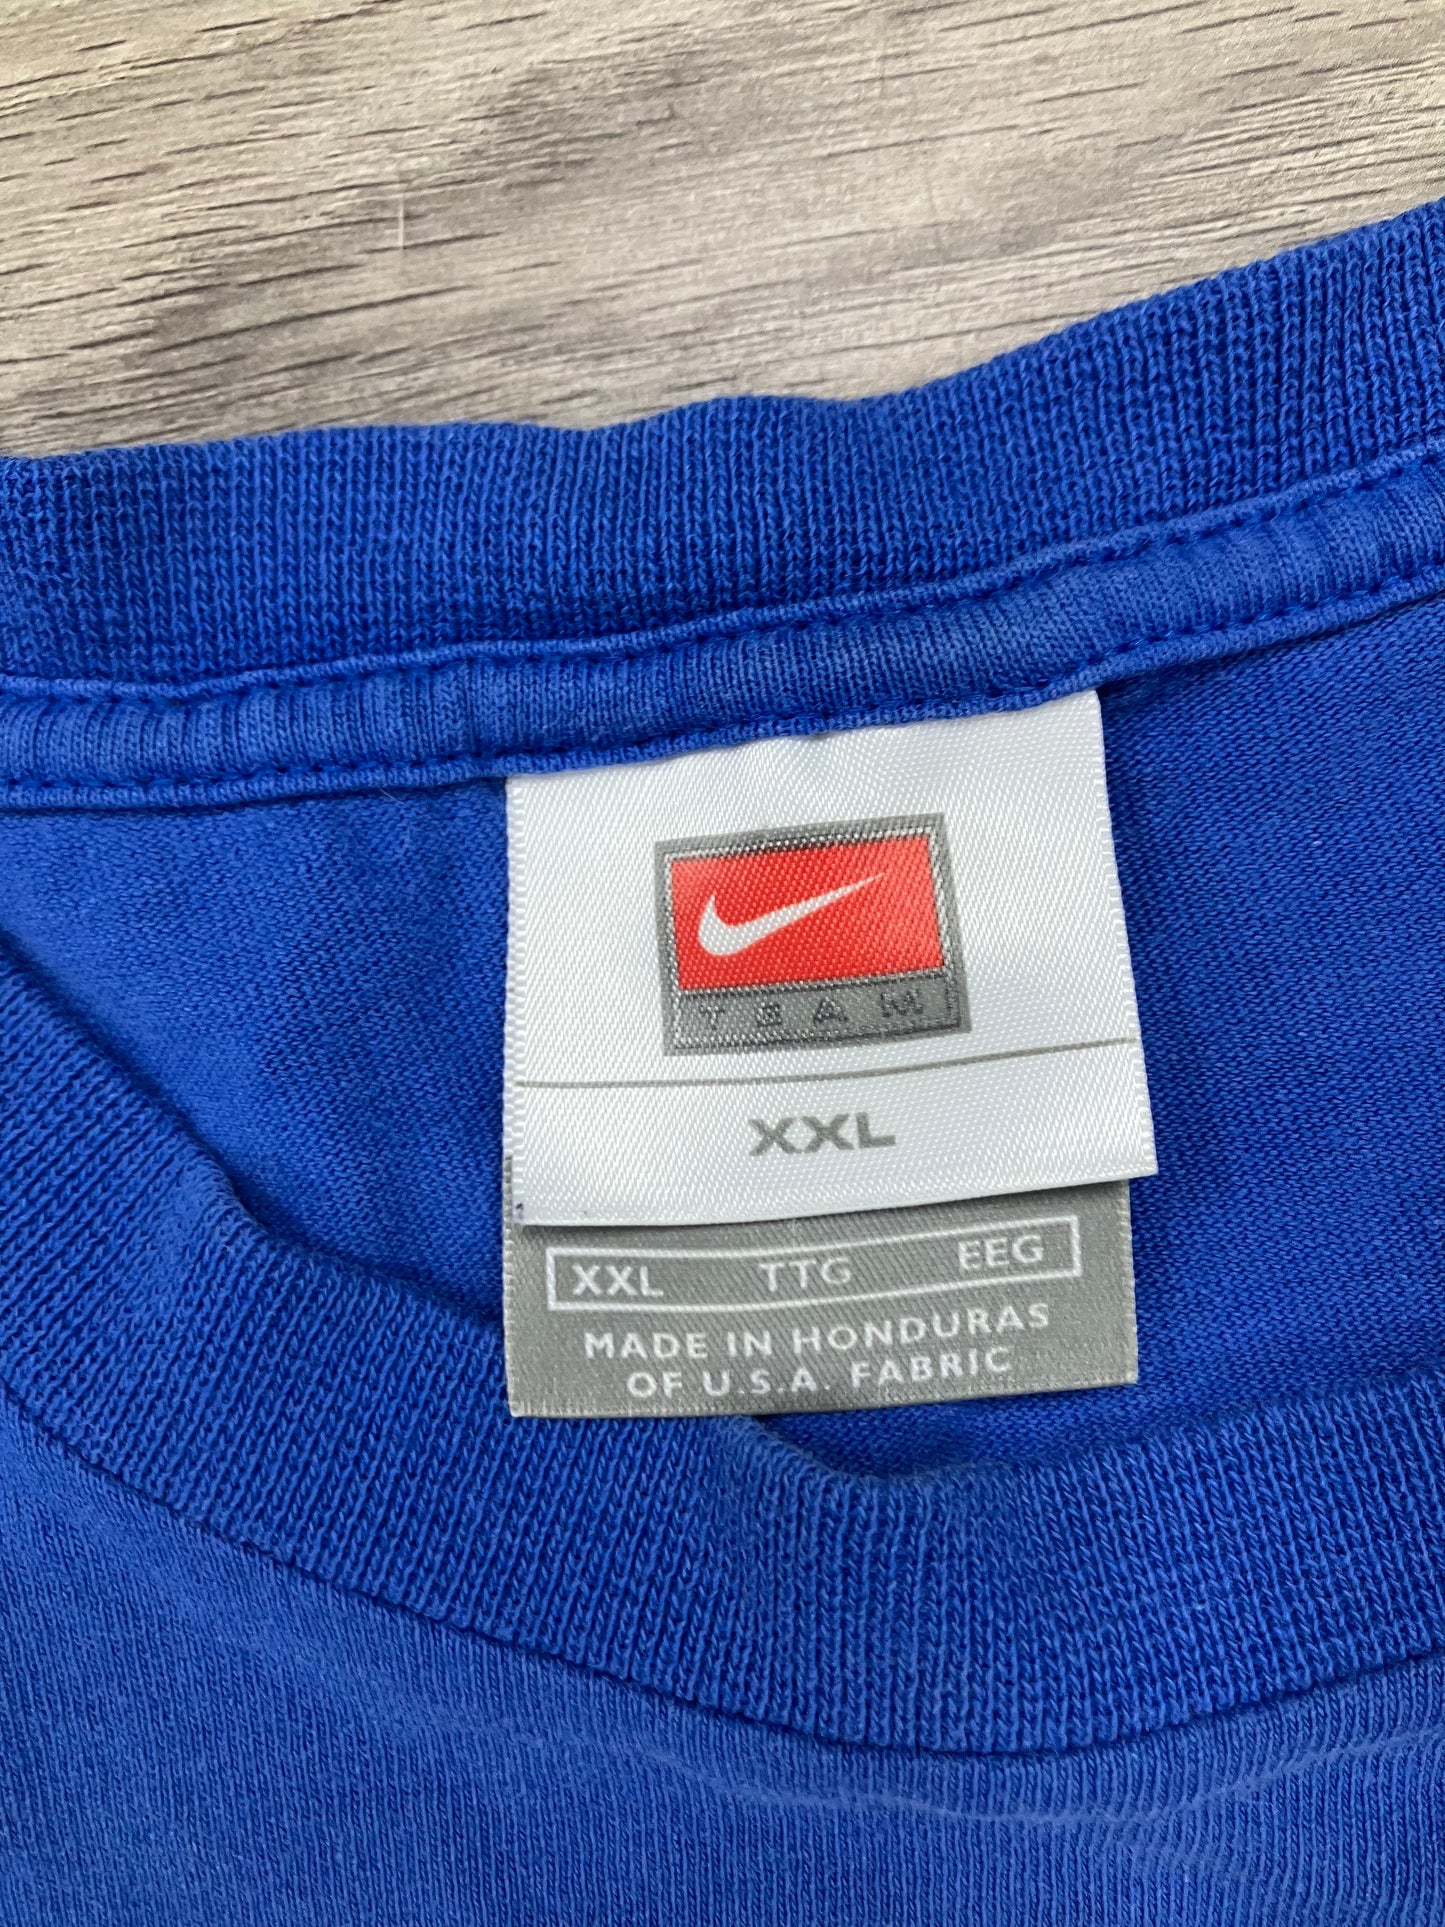 TEAM
XXL
XXL TTG EEG
MADE IN HONDURAS
OF U.S.A. FABRIC